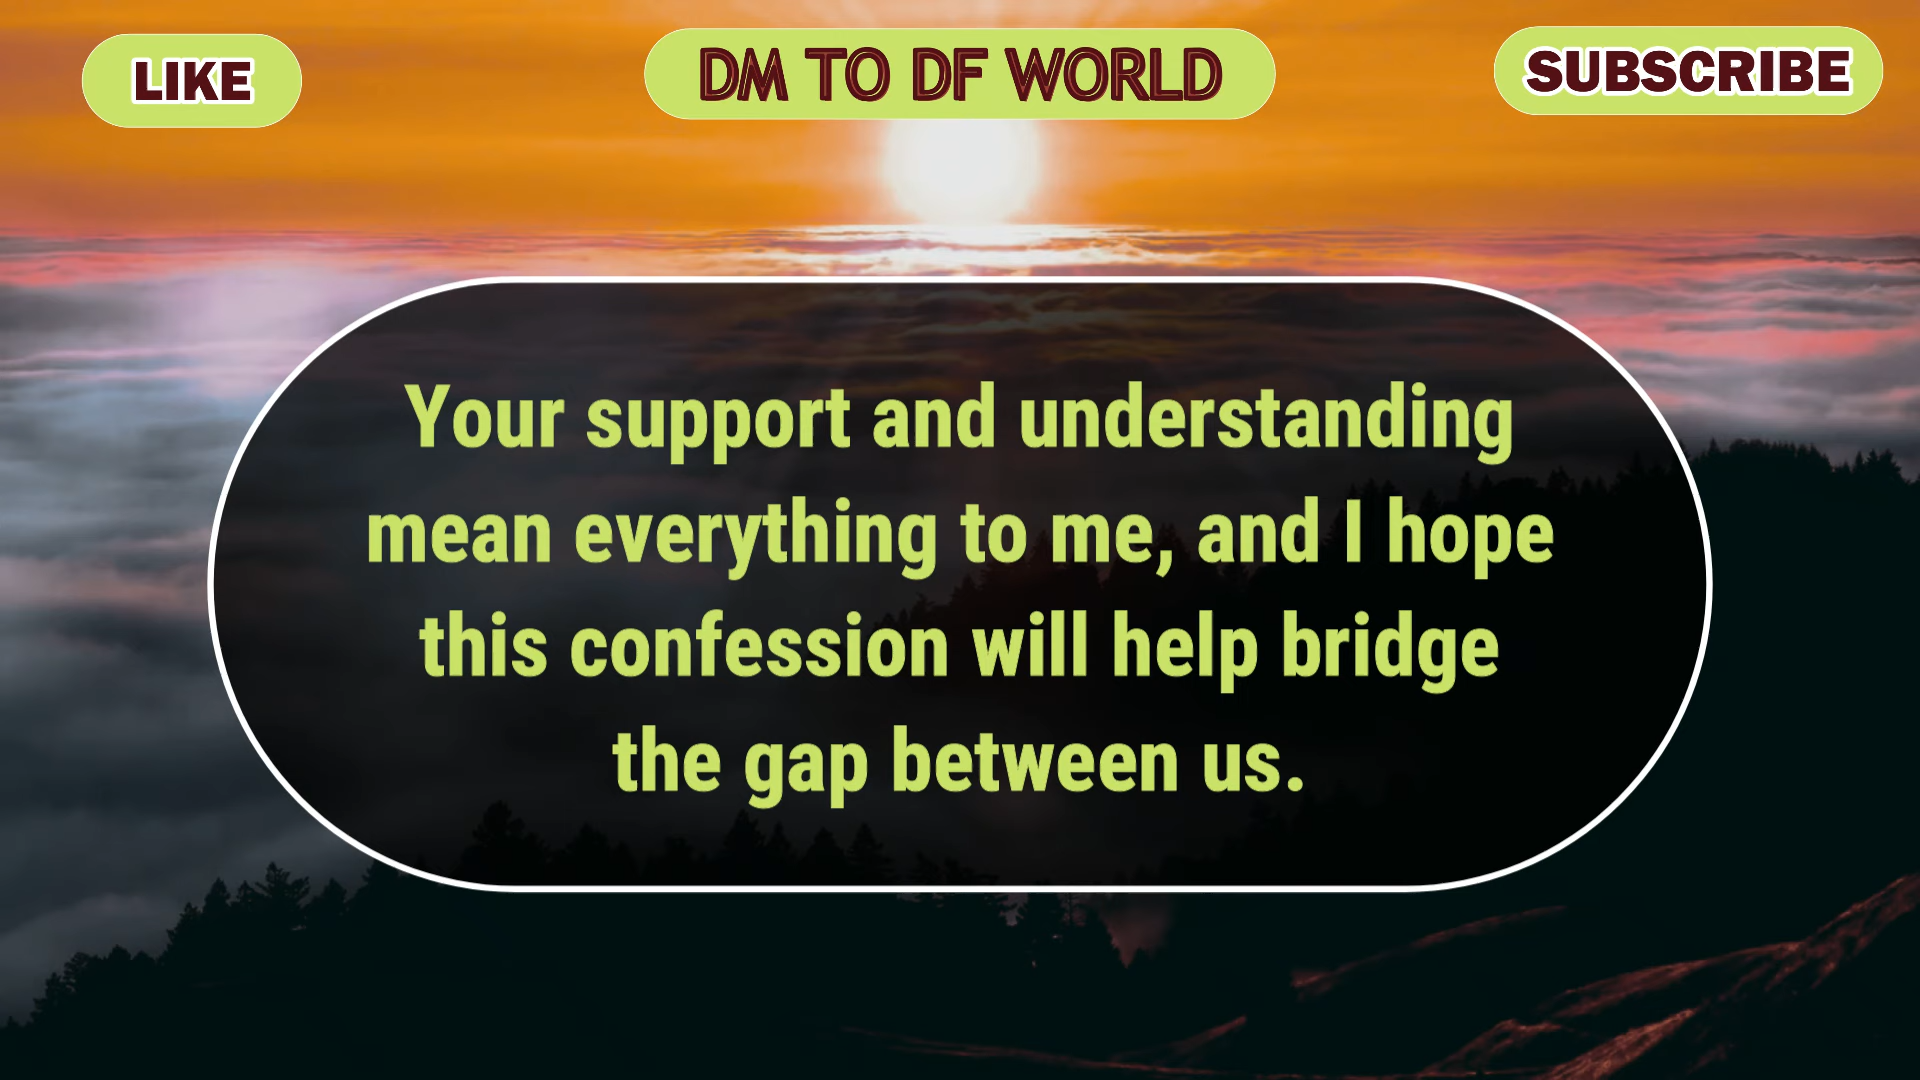 LIKE
DM TO DF WORLD
SUBSCRIBE
Your support and understanding
mean everything to me, and I hope
this confession will help bridge
the gap between us.